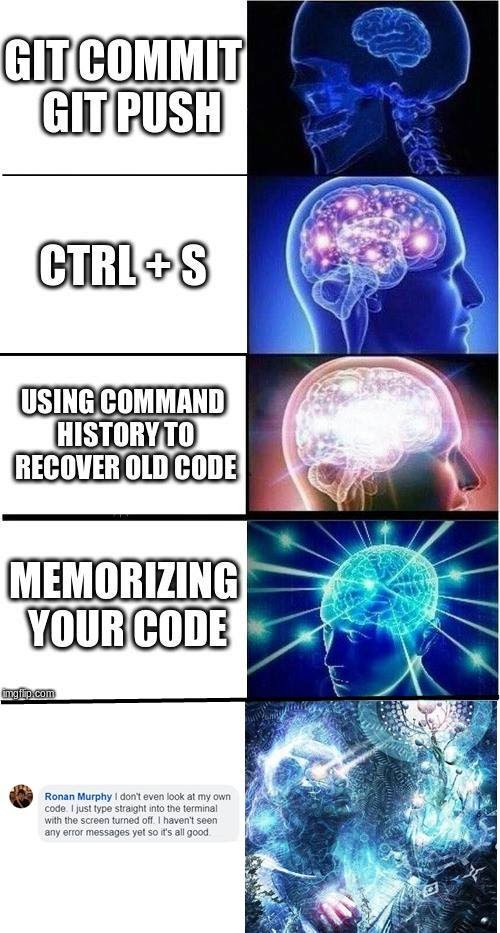 GIT COMMIT
GIT PUSH
CTRL + S
USING COMMAND
HISTORY TO
RECOVER OLD CODE
MEMORIZING
YOUR CODE
imgflip.com
Ronan Murphy I don't even look at my own
code. I just type straight into the terminal
with the screen turned off. I haven't seen
any error messages yet so it's all good.